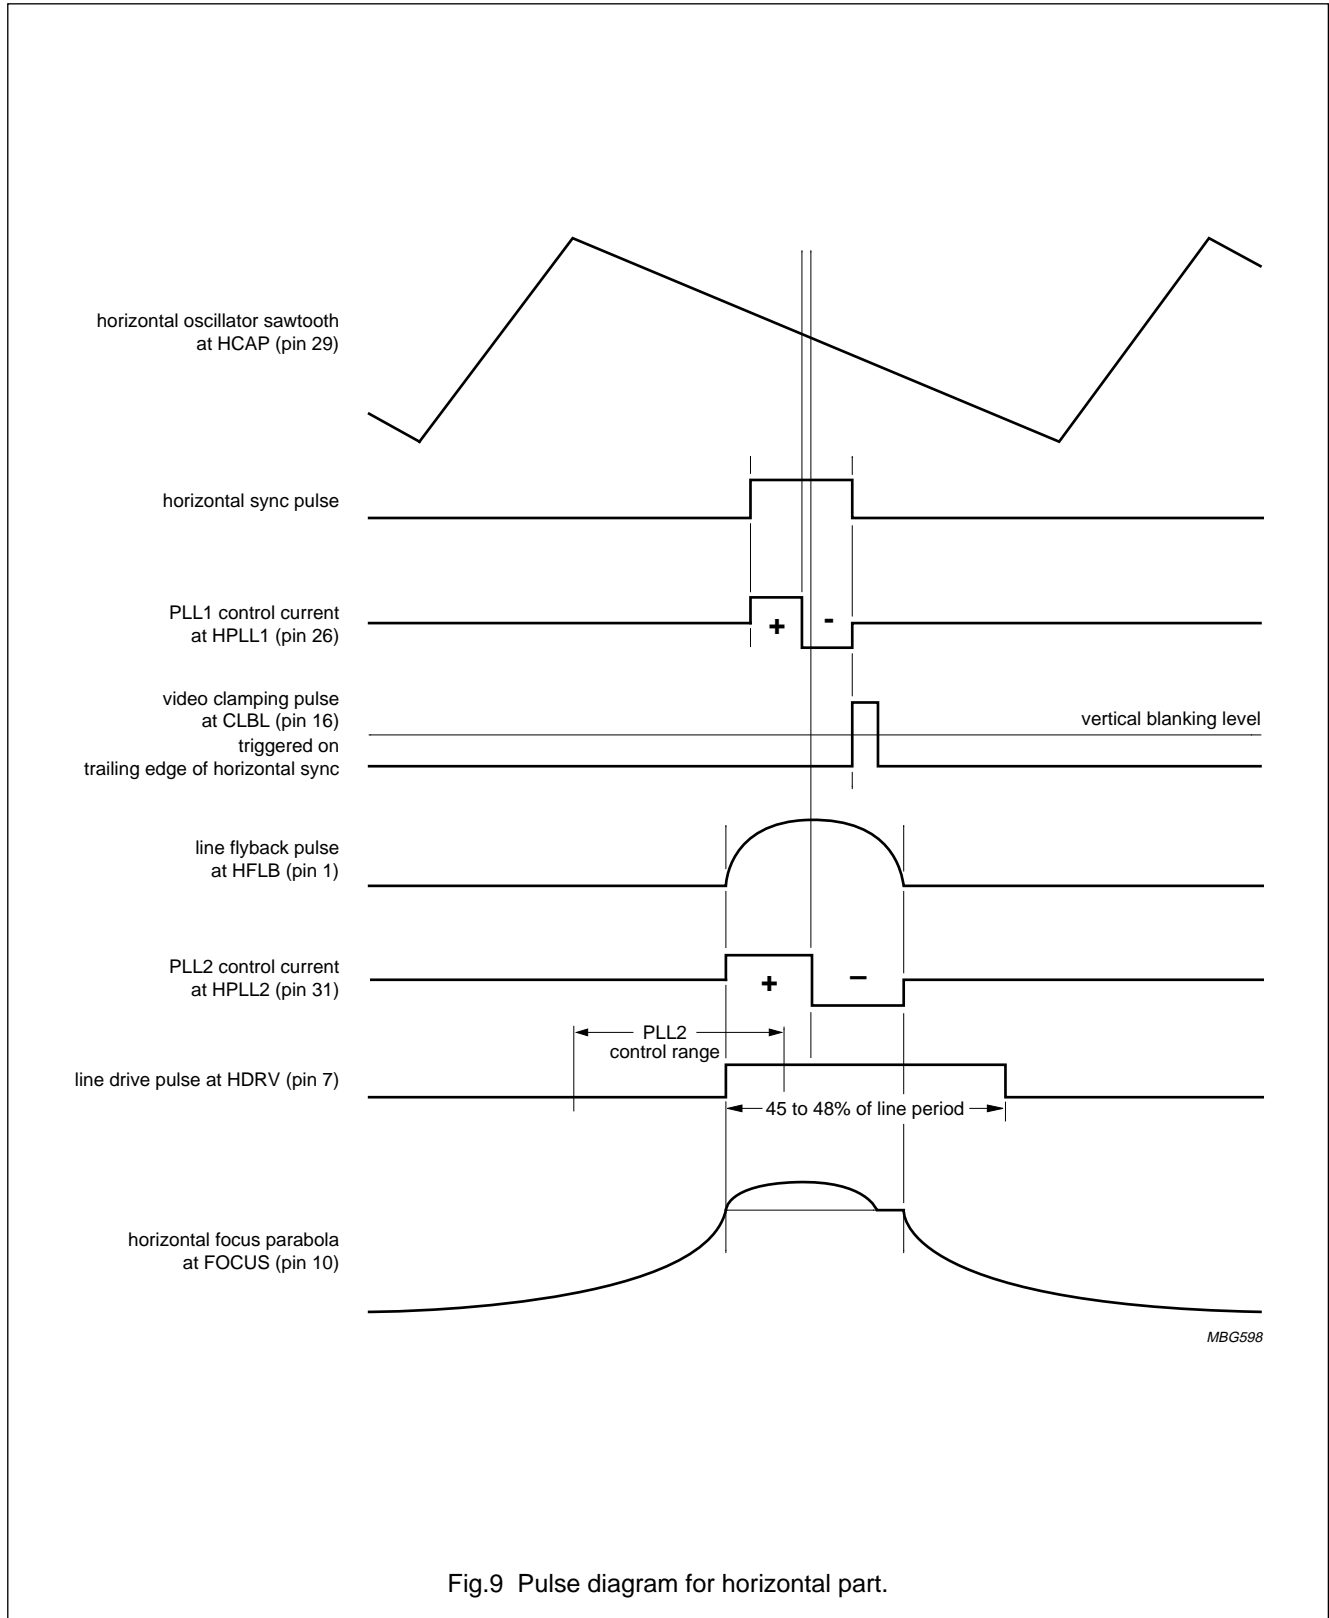 horizontal oscillator sawtooth
at HCAP (pin 29)
horizontal sync pulse
PLL1 control current
at HPLL1 (pin 26)
+
-
video clamping pulse
at CLBL (pin 16)
vertical blanking level
triggered on
trailing edge of horizontal sync
line flyback pulse
at HFLB (pin 1)
PLL2 control current
at HPLL2 (pin 31)
+
−
PLL2
control range
line drive pulse at HDRV (pin 7)
45 to 48% of line period
horizontal focus parabola
at FOCUS (pin 10)
MBG598
Fig.9 Pulse diagram for horizontal part.